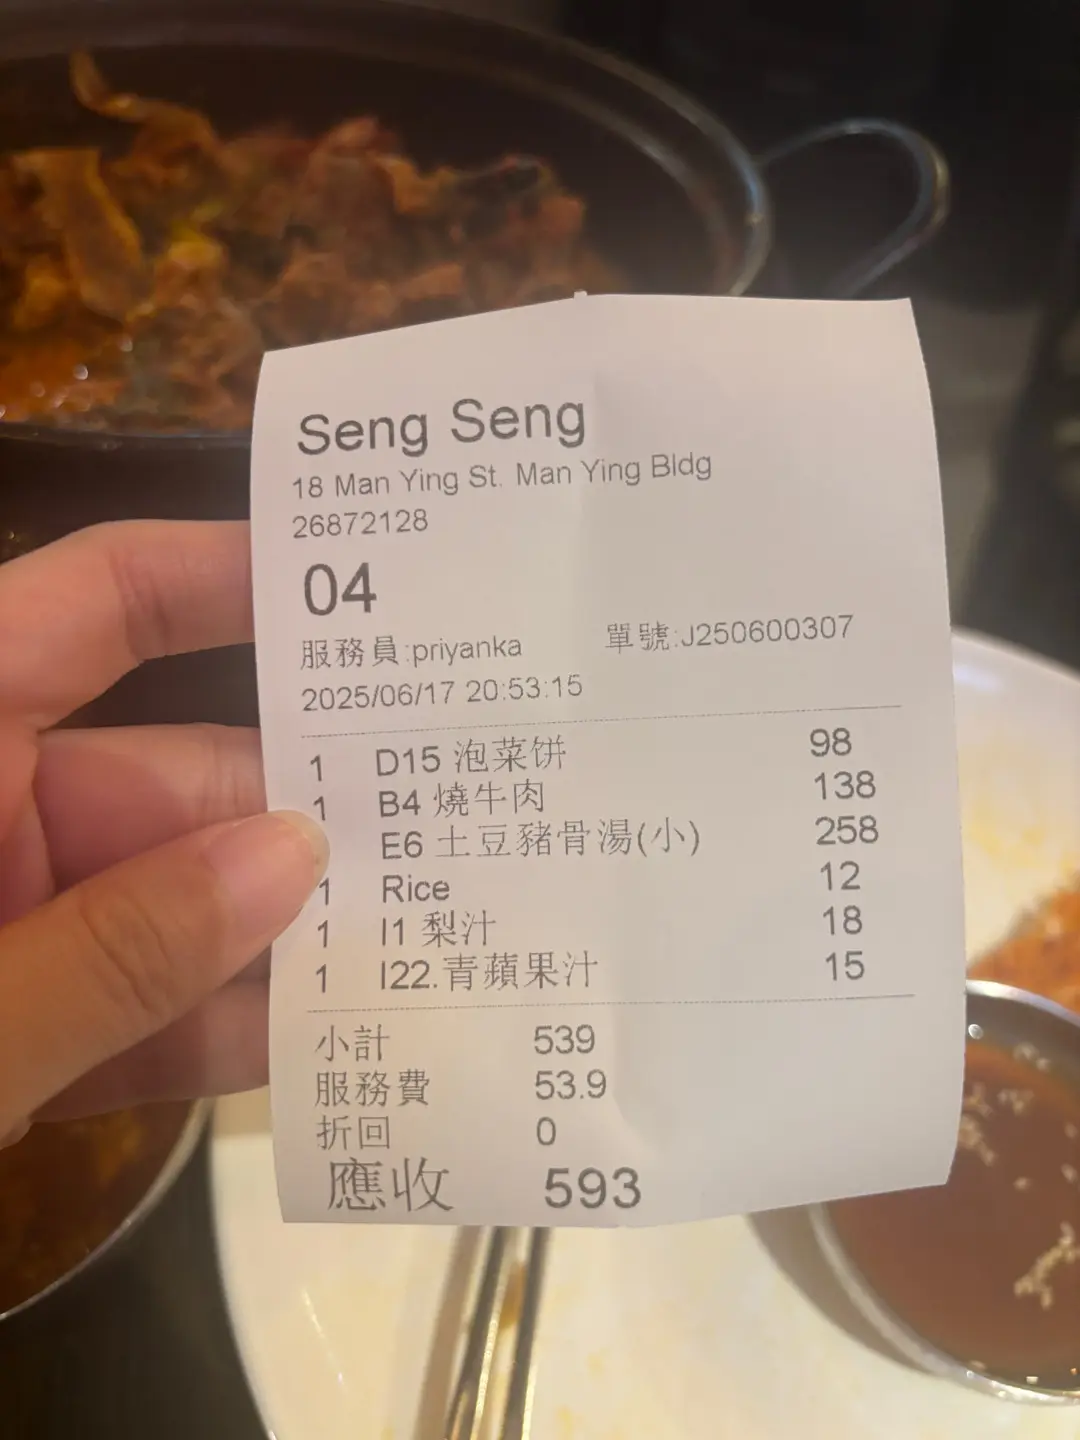 Seng Seng
18 Man Ying St. Man Ying Bldg
26872128
04
服務員:priyanka 單號:J250600307
2025/06/17 20:53:15
1 D15 泡菜饼 98
1 B4 燒牛肉 138
E6 土豆豬骨湯(小) 258
1 Rice 12
1 I1 梨汁 18
1 I22.青蘋果汁 15
小計 539
服務費 53.9
折回 0
應收 593